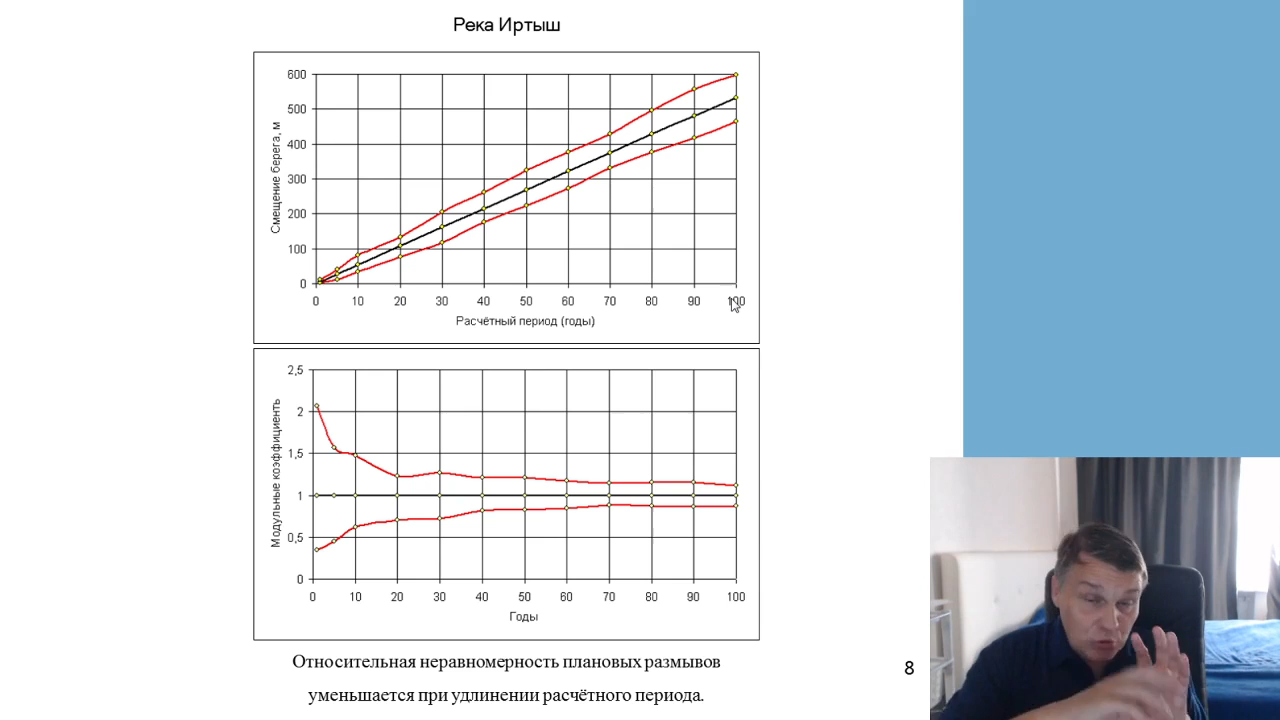 Река Иртыш
600
500
400
300
200
100
0
Смещение берега, м
0 10 20 30 40 50 60 70 80 90 100
Расчётный период (годы)
2,5
2
1,5
1
0,5
0
Модульные коэффициенть
0 10 20 30 40 50 60 70 80 90 100
Годы
Относительная неравномерность плановых размывов
уменьшается при удлинении расчётного периода.
8